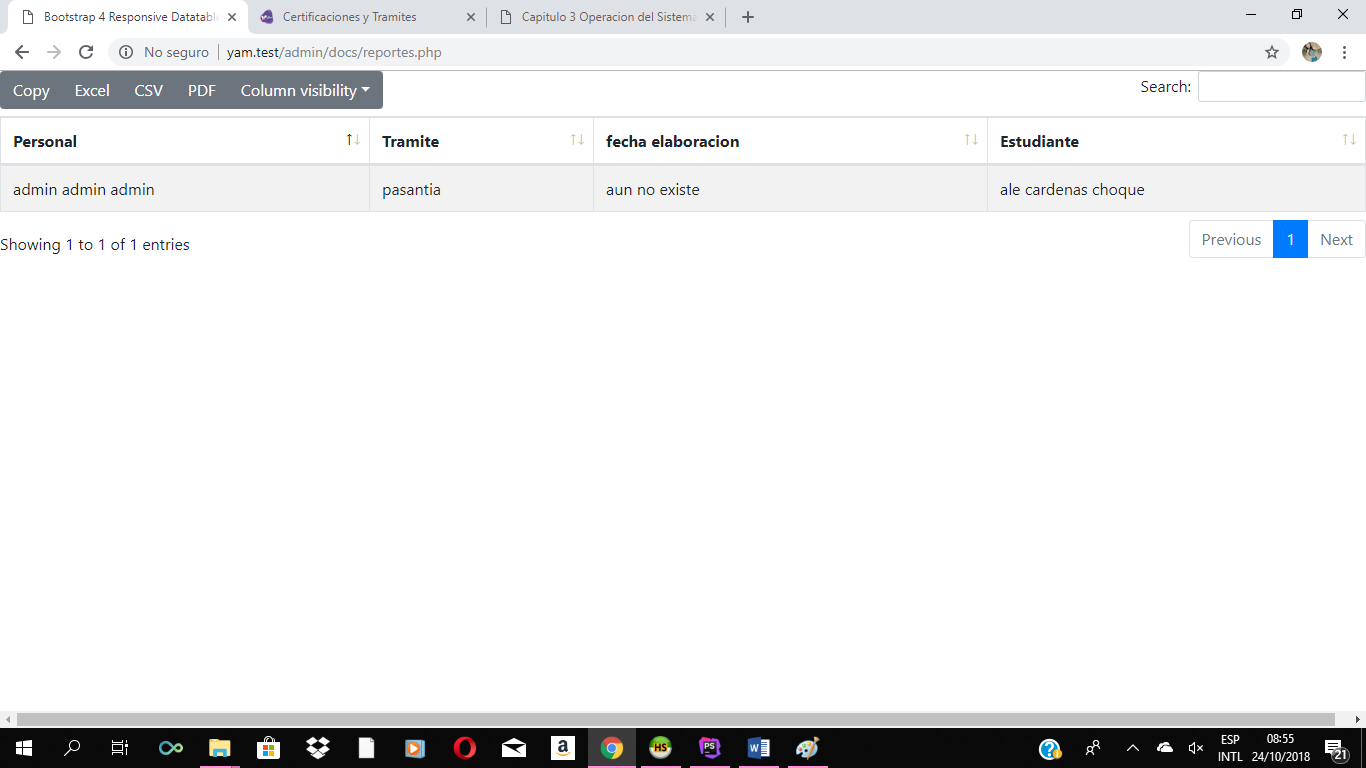 Bootstrap 4 Responsive Datatabl
Certificaciones y Tramites
Capitulo 3 Operacion del Sistema
No seguro yam.test/admin/docs/reportes.php
Copy Excel CSV PDF Column visibility
Search:
Personal Tramite fecha elaboracion Estudiante
admin admin admin pasantia aun no existe ale cardenas choque
Showing 1 to 1 of 1 entries
Previous 1 Next
a
HS
PS
W
ESP
INTL
08:55
24/10/2018
21